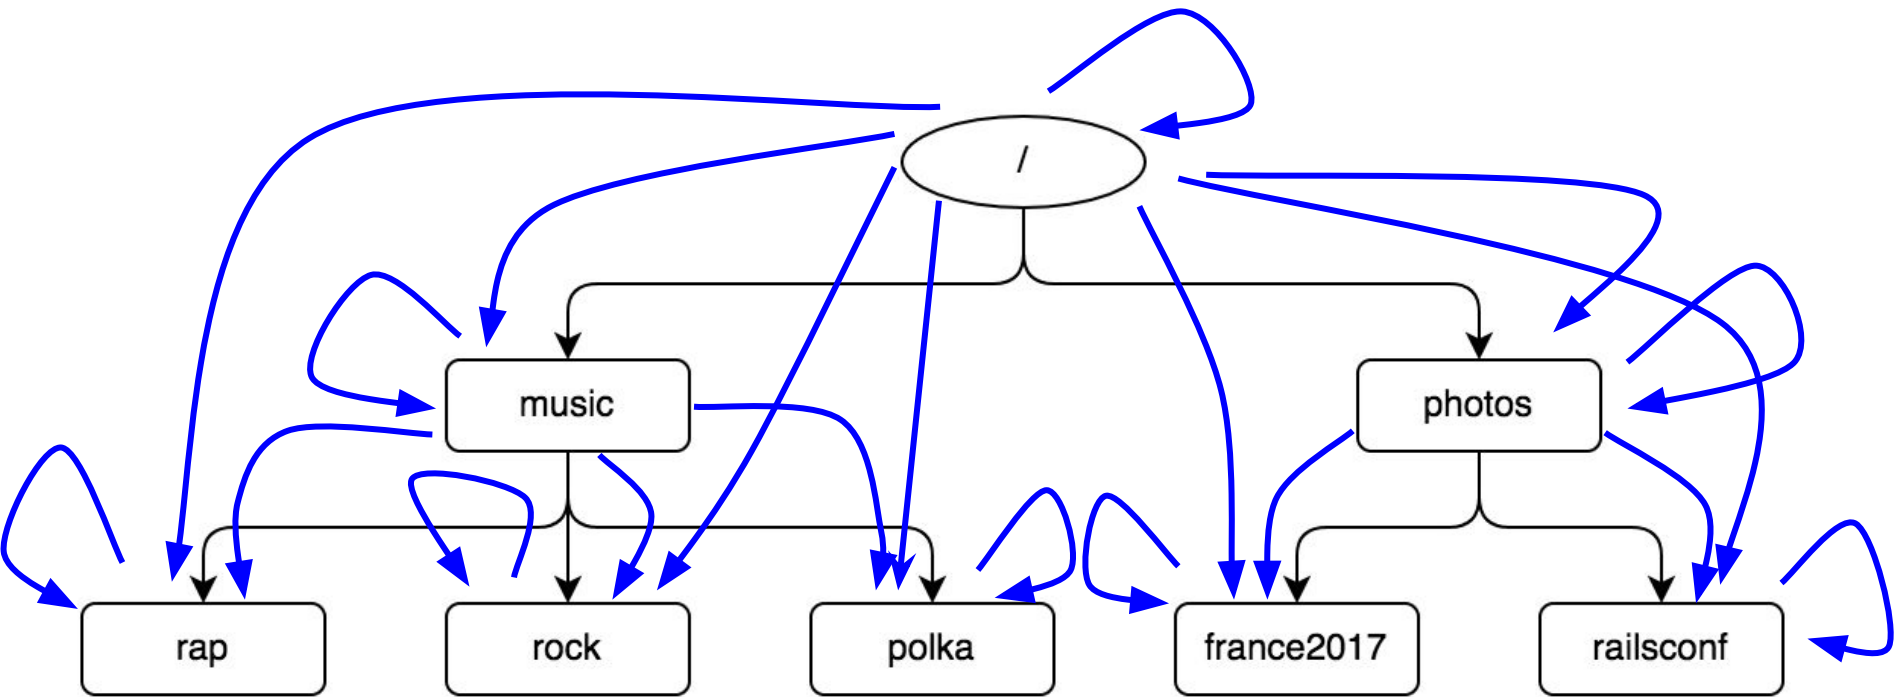 /
music
photos
rap
rock
polka
france2017
railsconf